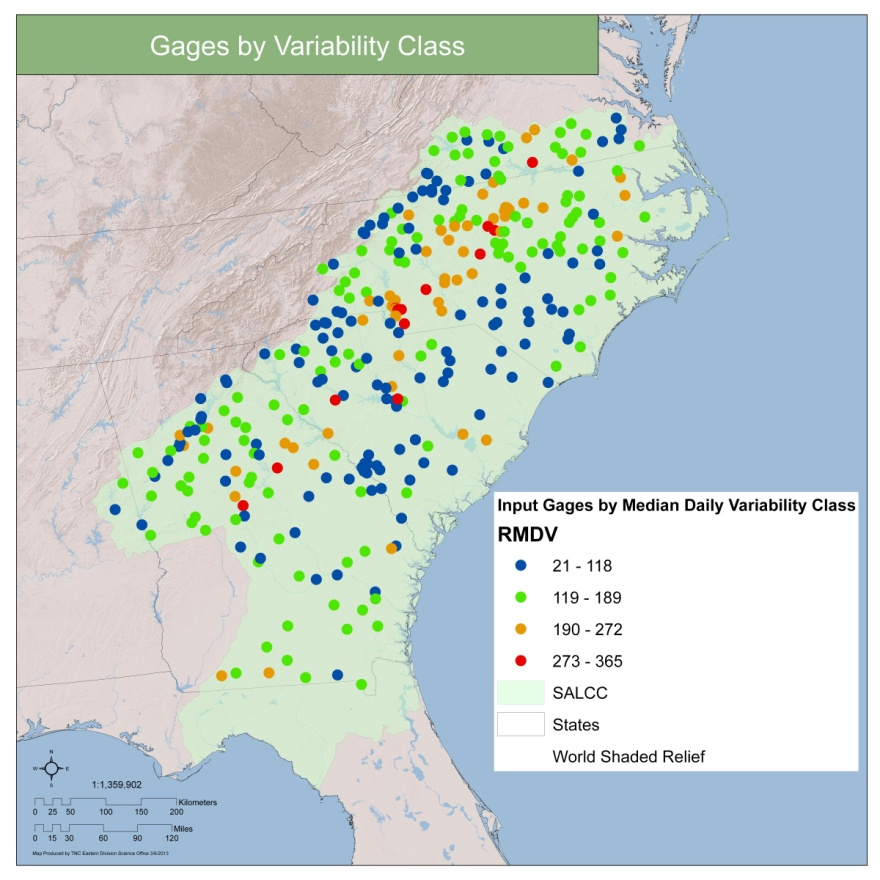 Gages by Variability Class
Input Gages by Median Daily Variability Class
RMDV
21 - 118
119 - 189
190 - 272
273 - 365
SALCC
States
World Shaded Relief
N
W E
S
1:1,359,902
Kilometers
0 25 50 100 150 200
Miles
0 15 30 60 90 120
Map Produced by TNC Eastern Division Science Office 3/6/2013